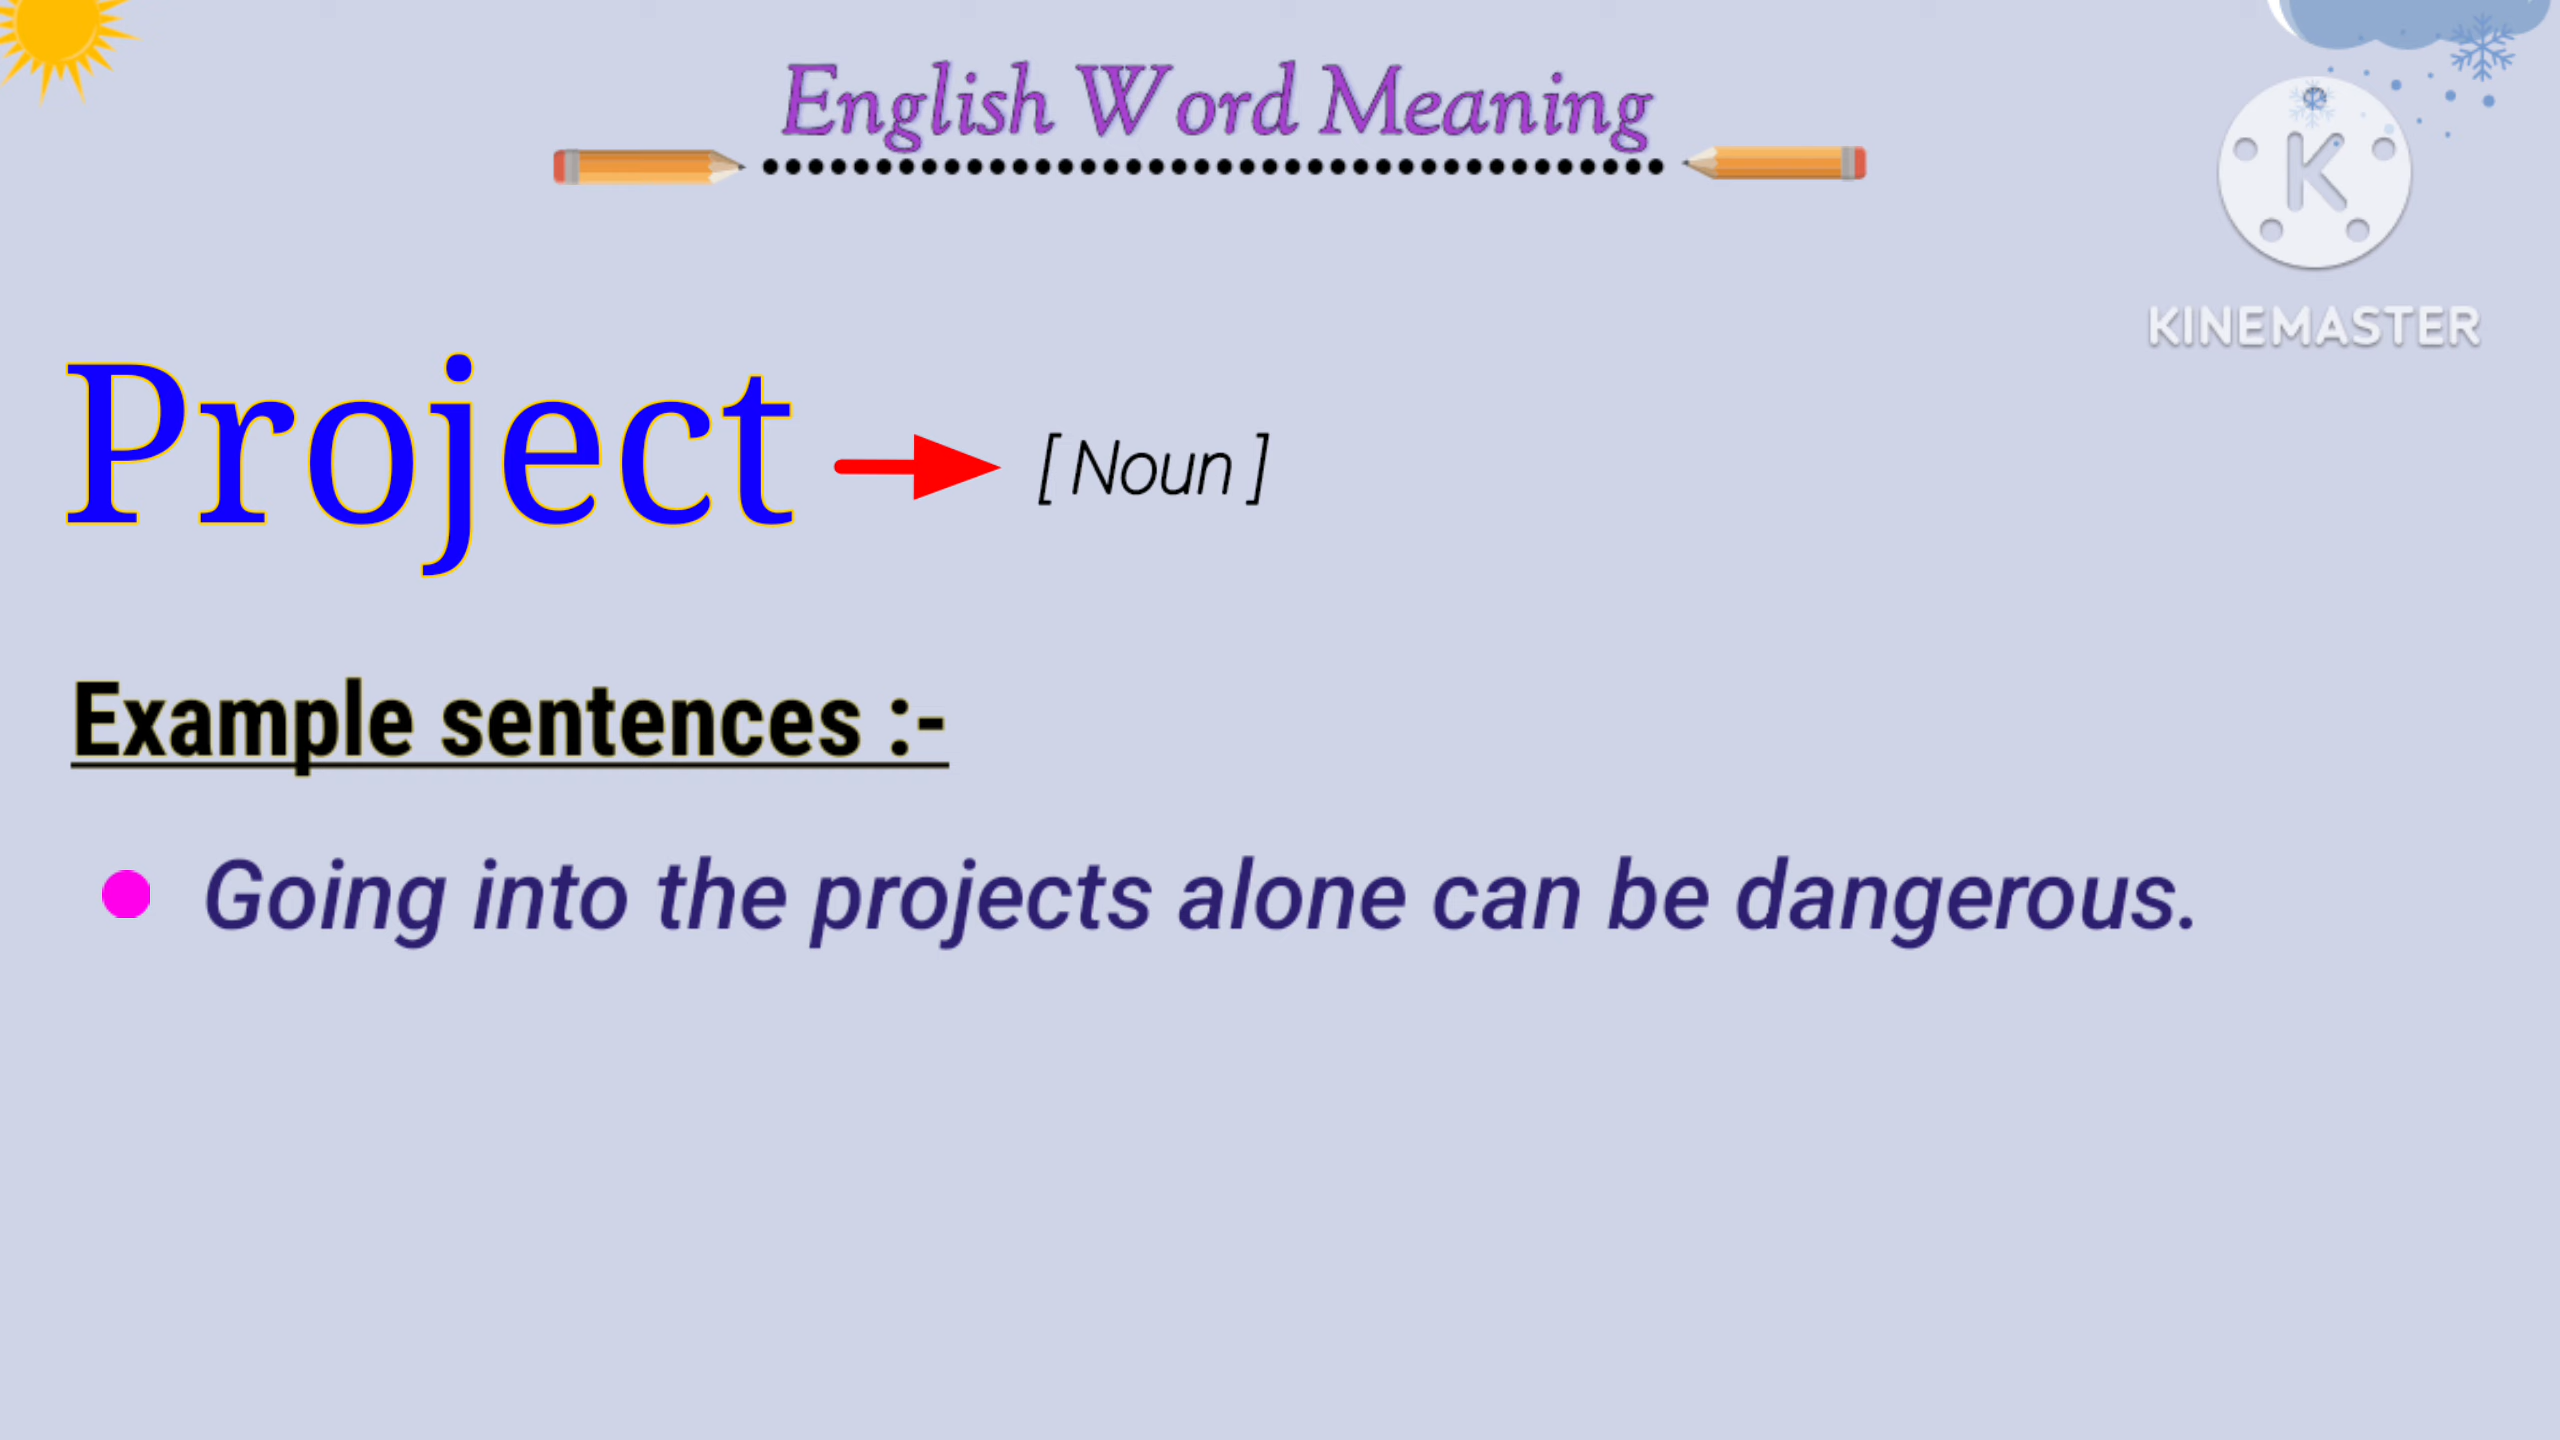 English Word Meaning
K
KINEMASTER
Project
[ Noun ]
Example sentences :-
Going into the projects alone can be dangerous.